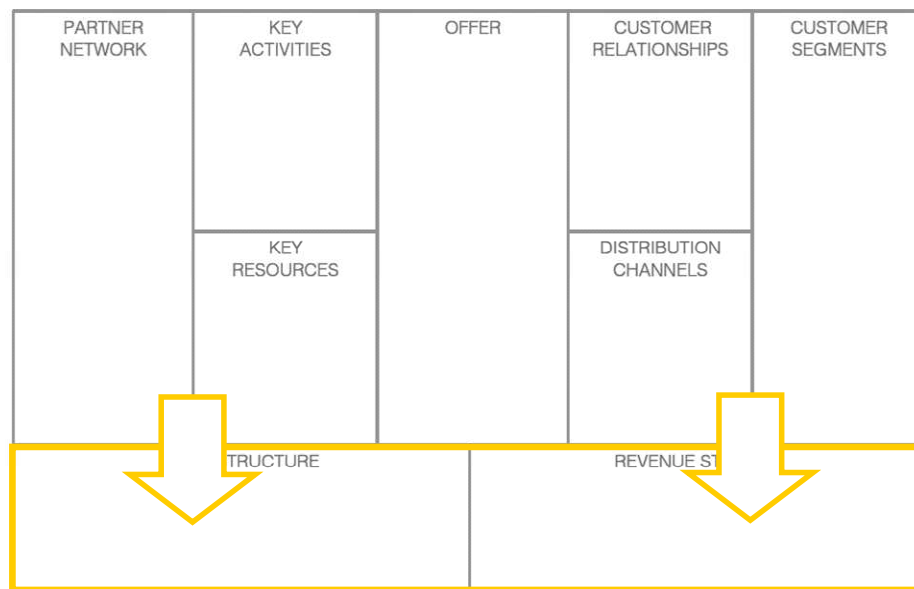 PARTNER
NETWORK
KEY
ACTIVITIES
OFFER
CUSTOMER
RELATIONSHIPS
CUSTOMER
SEGMENTS
KEY
RESOURCES
DISTRIBUTION
CHANNELS
TRUCTURE
REVENUE ST